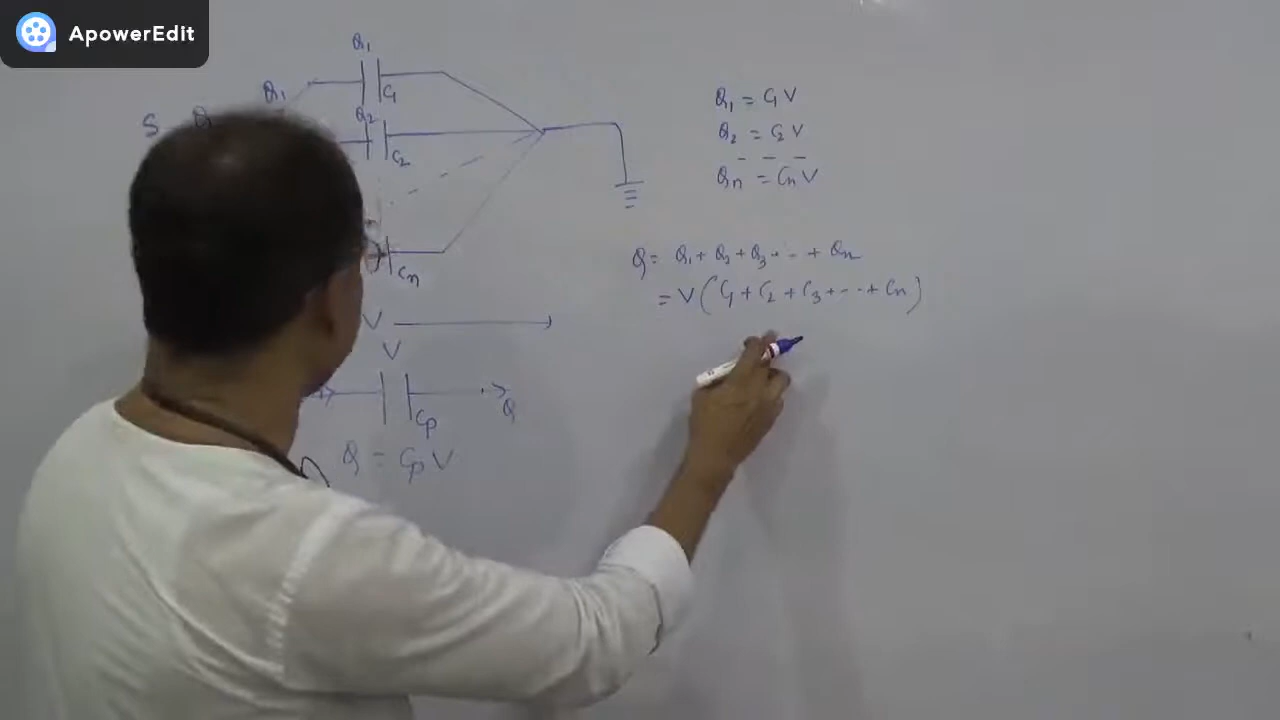 ApowerEdit
Q₁
Q₁
C₁
S Q
Q₂
C₂
Cₙ
V
V
Cₚ
Q
Q = Cₚ V
Q₁ = C₁ V
Q₂ = C₂ V
- - -
Qₙ = Cₙ V
Q = Q₁ + Q₂ + Q₃ + ... + Qₙ
= V ( C₁ + C₂ + C₃ + ... + Cₙ )